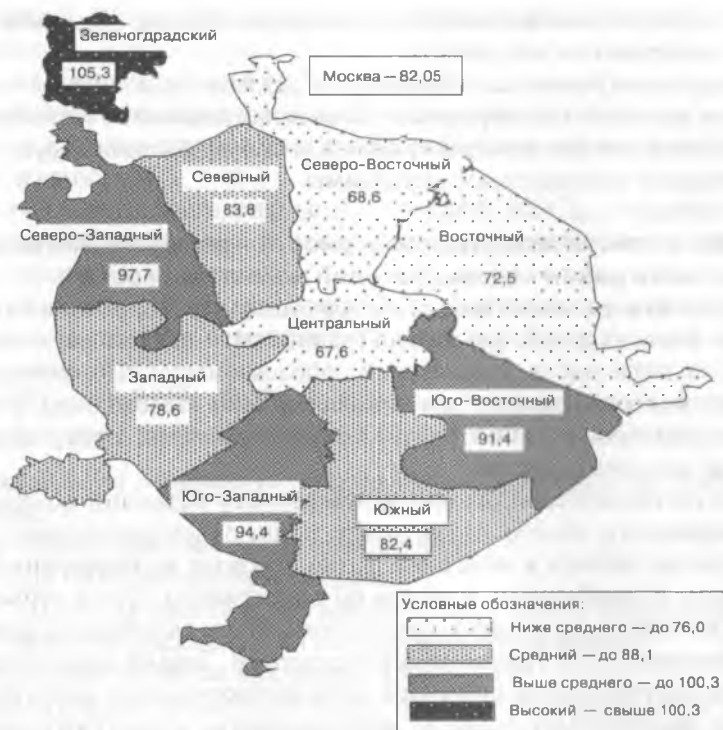 Зеленоградский
105,3
Москва — 82,05
Северный
83,8
Северо-Восточный
68,6
Северо-Западный
97,7
Восточный
72,5
Центральный
67,6
Западный
78,6
Юго-Восточный
91,4
Юго-Западный
94,4
Южный
82,4
Условные обозначения:
Ниже среднего — до 76,0
Средний — до 88,1
Выше среднего — до 100,3
Высокий — свыше 100,3